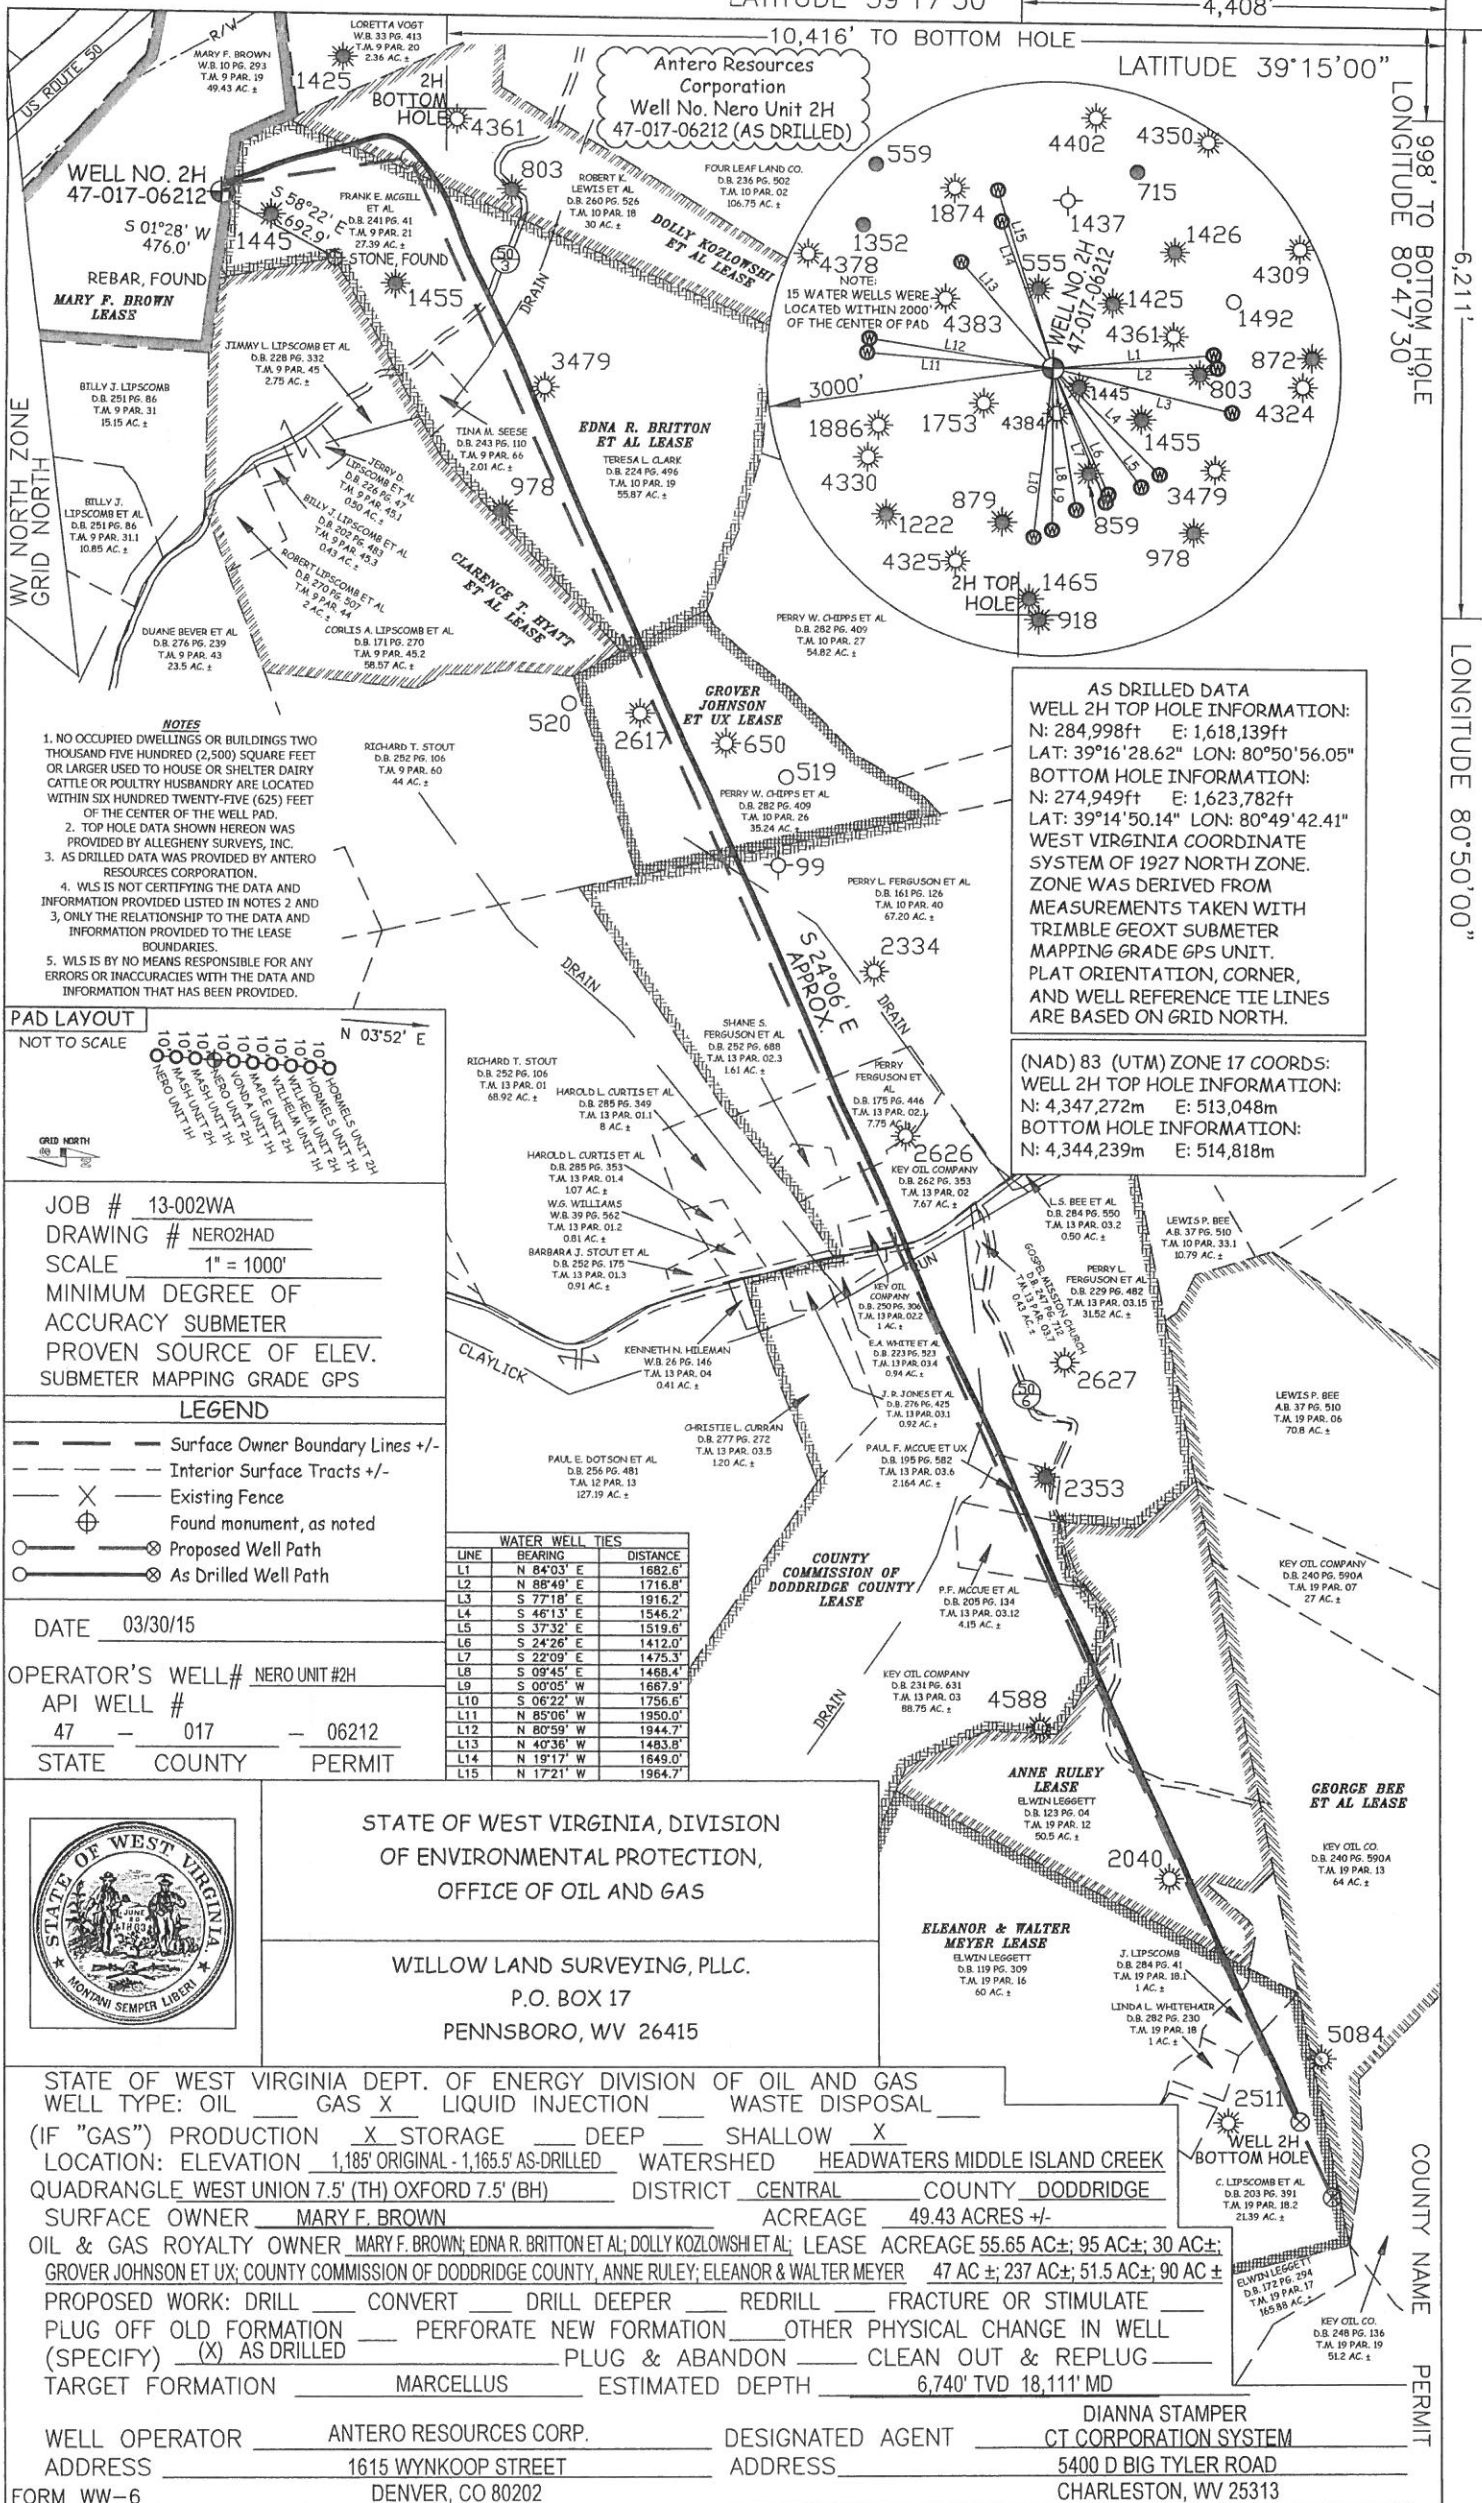 LATITUDE 39°17'30"
4,408'
10,416' TO BOTTOM HOLE
LATITUDE 39°15'00"
6,211'
998' TO BOTTOM HOLE
LONGITUDE 80°47'30"
LONGITUDE 80°50'00"
US ROUTE 50
R/W
MARY F. BROWN
W.B. 10 PG. 293
T.M. 9 PAR. 19
49.43 AC. ±
LORETTA VOGT
W.B. 33 PG. 413
T.M. 9 PAR. 20
2.36 AC. ±
1425
2H
BOTTOM
HOLE
4361
Antero Resources
Corporation
Well No. Nero Unit 2H
47-017-06212 (AS DRILLED)
WELL NO. 2H
47-017-06212
S 01°28' W
476.0'
REBAR, FOUND
MARY F. BROWN
LEASE
S 58°22' E
692.9'
1445
FRANK E. MCGILL
ET AL
D.B. 241 PG. 41
T.M. 9 PAR. 21
27.39 AC. ±
STONE, FOUND
1455
803
ROBERT K.
LEWIS ET AL
D.B. 260 PG. 526
T.M. 10 PAR. 18
30 AC. ±
FOUR LEAF LAND CO.
D.B. 236 PG. 502
T.M. 10 PAR. 02
106.75 AC. ±
DOLLY KOZLOWSKI
ET AL LEASE
50
3
DRAIN
559
4402
4350
715
1874
1437
1352
4378
1426
4309
NOTE:
15 WATER WELLS WERE
LOCATED WITHIN 2000'
OF THE CENTER OF PAD
4383
555
WELL NO. 2H
47-017-06212
1425
4361
1492
872
803
4324
1445
4384
1455
3000'
1886
1753
4330
1222
879
859
3479
978
4325
2H TOP
HOLE
1465
918
L1
L2
L3
L4
L5
L6
L7
L8
L9
L10
L11
L12
L13
L14
L15
WV NORTH ZONE
GRID NORTH
BILLY J. LIPSCOMB
D.B. 251 PG. 86
T.M. 9 PAR. 31
15.15 AC. ±
JIMMY L. LIPSCOMB ET AL
D.B. 228 PG. 332
T.M. 9 PAR. 45
2.75 AC. ±
3479
TINA M. SEESE
D.B. 243 PG. 110
T.M. 9 PAR. 66
2.01 AC. ±
978
EDNA R. BRITTON
ET AL LEASE
TERESA L. CLARK
D.B. 224 PG. 496
T.M. 10 PAR. 19
55.87 AC. ±
JERRY D.
LIPSCOMB ET AL
D.B. 226 PG. 47
T.M. 9 PAR. 45.1
0.50 AC. ±
BILLY J. LIPSCOMB ET AL
D.B. 202 PG. 483
T.M. 9 PAR. 45.3
0.43 AC. ±
ROBERT LIPSCOMB ET AL
D.B. 270 PG. 507
T.M. 9 PAR. 44
2 AC. ±
BILLY J.
LIPSCOMB ET AL
D.B. 251 PG. 86
T.M. 9 PAR. 31.1
10.85 AC. ±
DUANE BEVER ET AL
D.B. 276 PG. 239
T.M. 9 PAR. 43
23.5 AC. ±
CORLIS A. LIPSCOMB ET AL
D.B. 171 PG. 270
T.M. 9 PAR. 45.2
58.57 AC. ±
CLARENCE T. HYATT
ET AL LEASE
PERRY W. CHIPPS ET AL
D.B. 282 PG. 409
T.M. 10 PAR. 27
54.82 AC. ±
GROVER
JOHNSON
ET UX LEASE
520
2617
650
519
PERRY W. CHIPPS ET AL
D.B. 282 PG. 409
T.M. 10 PAR. 26
35.24 AC. ±
RICHARD T. STOUT
D.B. 252 PG. 106
T.M. 9 PAR. 60
44 AC. ±
NOTES
1. NO OCCUPIED DWELLINGS OR BUILDINGS TWO
THOUSAND FIVE HUNDRED (2,500) SQUARE FEET
OR LARGER USED TO HOUSE OR SHELTER DAIRY
CATTLE OR POULTRY HUSBANDRY ARE LOCATED
WITHIN SIX HUNDRED TWENTY-FIVE (625) FEET
OF THE CENTER OF THE WELL PAD.
2. TOP HOLE DATA SHOWN HEREON WAS
PROVIDED BY ALLEGHENY SURVEYS, INC.
3. AS DRILLED DATA WAS PROVIDED BY ANTERO
RESOURCES CORPORATION.
4. WLS IS NOT CERTIFYING THE DATA AND
INFORMATION PROVIDED LISTED IN NOTES 2 AND
3, ONLY THE RELATIONSHIP TO THE DATA AND
INFORMATION PROVIDED TO THE LEASE
BOUNDARIES.
5. WLS IS BY NO MEANS RESPONSIBLE FOR ANY
ERRORS OR INACCURACIES WITH THE DATA AND
INFORMATION THAT HAS BEEN PROVIDED.
AS DRILLED DATA
WELL 2H TOP HOLE INFORMATION:
N: 284,998ft E: 1,618,139ft
LAT: 39°16'28.62" LON: 80°50'56.05"
BOTTOM HOLE INFORMATION:
N: 274,949ft E: 1,623,782ft
LAT: 39°14'50.14" LON: 80°49'42.41"
WEST VIRGINIA COORDINATE
SYSTEM OF 1927 NORTH ZONE.
ZONE WAS DERIVED FROM
MEASUREMENTS TAKEN WITH
TRIMBLE GEOXT SUBMETER
MAPPING GRADE GPS UNIT.
PLAT ORIENTATION, CORNER,
AND WELL REFERENCE TIE LINES
ARE BASED ON GRID NORTH.
(NAD) 83 (UTM) ZONE 17 COORDS:
WELL 2H TOP HOLE INFORMATION:
N: 4,347,272m E: 513,048m
BOTTOM HOLE INFORMATION:
N: 4,344,239m E: 514,818m
99
PERRY L. FERGUSON ET AL
D.B. 161 PG. 126
T.M. 10 PAR. 40
67.20 AC. ±
2334
S 24°06' E
APPROX.
DRAIN
DRAIN
PAD LAYOUT
NOT TO SCALE
N 03°52' E
10'
10'
10'
10'
10'
10'
10'
10'
10'
NERO UNIT 1H
MASH UNIT 2H
MASH UNIT 1H
NERO UNIT 2H
VONDA UNIT 1H
MAPLE UNIT 2H
WILHELM UNIT 1H
WILHELM UNIT 2H
HORMELS UNIT 1H
HORMELS UNIT 2H
GRID NORTH
SHANE S.
FERGUSON ET AL
D.B. 252 PG. 688
T.M. 13 PAR. 02.3
1.61 AC. ±
PERRY
FERGUSON ET
AL
D.B. 175 PG. 446
T.M. 13 PAR. 02.1
7.75 AC. ±
2626
KEY OIL COMPANY
D.B. 262 PG. 353
T.M. 13 PAR. 02
7.67 AC. ±
RICHARD T. STOUT
D.B. 252 PG. 106
T.M. 13 PAR. 01
68.92 AC. ±
HAROLD L. CURTIS ET AL
D.B. 285 PG. 349
T.M. 13 PAR. 01.1
8 AC. ±
HAROLD L. CURTIS ET AL
D.B. 285 PG. 353
T.M. 13 PAR. 01.4
1.07 AC. ±
W.G. WILLIAMS
W.B. 39 PG. 562
T.M. 13 PAR. 01.2
0.81 AC. ±
BARBARA J. STOUT ET AL
D.B. 252 PG. 175
T.M. 13 PAR. 01.3
0.91 AC. ±
L.S. BEE ET AL
D.B. 284 PG. 550
T.M. 13 PAR. 03.2
0.50 AC. ±
LEWIS P. BEE
A.B. 37 PG. 510
T.M. 10 PAR. 33.1
10.79 AC. ±
GOSPEL MISSION CHURCH
D.B. 247 PG. 712
T.M. 13 PAR. 03.7
0.43 AC. ±
PERRY L.
FERGUSON ET AL
D.B. 229 PG. 482
T.M. 13 PAR. 03.15
31.52 AC. ±
RUN
KEY OIL
COMPANY
D.B. 250 PG. 306
T.M. 13 PAR. 02.2
1 AC. ±
E.A. WHITE ET AL
D.B. 223 PG. 523
T.M. 13 PAR. 03.4
0.94 AC. ±
KENNETH N. HILEMAN
W.B. 26 PG. 146
T.M. 13 PAR. 04
0.41 AC. ±
CLAYLICK
J.R. JONES ET AL
D.B. 276 PG. 425
T.M. 13 PAR. 03.1
0.92 AC. ±
50
6
2627
CHRISTIE L. CURRAN
D.B. 277 PG. 272
T.M. 13 PAR. 03.5
1.20 AC. ±
PAUL F. MCCUE ET UX
D.B. 195 PG. 582
T.M. 13 PAR. 03.6
2.164 AC. ±
PAUL E. DOTSON ET AL
D.B. 256 PG. 481
T.M. 12 PAR. 13
127.19 AC. ±
2353
LEWIS P. BEE
A.B. 37 PG. 510
T.M. 19 PAR. 06
70.8 AC. ±
JOB # 13-002WA
DRAWING # NERO2HAD
SCALE 1" = 1000'
MINIMUM DEGREE OF
ACCURACY SUBMETER
PROVEN SOURCE OF ELEV.
SUBMETER MAPPING GRADE GPS
LEGEND
Surface Owner Boundary Lines +/-
Interior Surface Tracts +/-
Existing Fence
Found monument, as noted
Proposed Well Path
As Drilled Well Path
WATER WELL TIES
LINE BEARING DISTANCE
L1 N 84°03' E 1682.6'
L2 N 88°49' E 1716.8'
L3 S 77°18' E 1916.2'
L4 S 46°13' E 1546.2'
L5 S 37°32' E 1519.6'
L6 S 24°26' E 1412.0'
L7 S 22°09' E 1475.3'
L8 S 09°45' E 1468.4'
L9 S 00°05' W 1667.9'
L10 S 06°22' W 1756.6'
L11 N 85°06' W 1950.0'
L12 N 80°59' W 1944.7'
L13 N 40°36' W 1483.8'
L14 N 19°17' W 1649.0'
L15 N 17°21' W 1964.7'
COUNTY
COMMISSION OF
DODDRIDGE COUNTY
LEASE
P.F. MCCUE ET AL
D.B. 205 PG. 134
T.M. 13 PAR. 03.12
4.15 AC. ±
KEY OIL COMPANY
D.B. 240 PG. 590A
T.M. 19 PAR. 07
27 AC. ±
KEY OIL COMPANY
D.B. 231 PG. 631
T.M. 13 PAR. 03
88.75 AC. ±
DRAIN
4588
ANNE RULEY
LEASE
ELWIN LEGGETT
D.B. 123 PG. 04
T.M. 19 PAR. 12
50.5 AC. ±
GEORGE BEE
ET AL LEASE
KEY OIL CO.
D.B. 240 PG. 590A
T.M. 19 PAR. 13
64 AC. ±
2040
ELEANOR & WALTER
MEYER LEASE
ELWIN LEGGETT
D.B. 119 PG. 309
T.M. 19 PAR. 16
60 AC. ±
J. LIPSCOMB
D.B. 284 PG. 41
T.M. 19 PAR. 18.1
1 AC. ±
LINDA L. WHITEHAIR
D.B. 282 PG. 230
T.M. 19 PAR. 18
1 AC. ±
5084
2511
WELL 2H
BOTTOM HOLE
C. LIPSCOMB ET AL
D.B. 203 PG. 391
T.M. 19 PAR. 18.2
21.39 AC. ±
ELWIN LEGGETT
D.B. 172 PG. 294
T.M. 19 PAR. 17
165.88 AC. ±
KEY OIL CO.
D.B. 248 PG. 136
T.M. 19 PAR. 19
51.2 AC. ±
COUNTY NAME
PERMIT
DATE 03/30/15
OPERATOR'S WELL# NERO UNIT #2H
API WELL #
47 – 017 – 06212
STATE COUNTY PERMIT
STATE OF WEST VIRGINIA
JUNE
20
1863
MONTANI SEMPER LIBERI
STATE OF WEST VIRGINIA, DIVISION
OF ENVIRONMENTAL PROTECTION,
OFFICE OF OIL AND GAS
WILLOW LAND SURVEYING, PLLC.
P.O. BOX 17
PENNSBORO, WV 26415
STATE OF WEST VIRGINIA DEPT. OF ENERGY DIVISION OF OIL AND GAS
WELL TYPE: OIL ___ GAS X LIQUID INJECTION ___ WASTE DISPOSAL ___
(IF "GAS") PRODUCTION X STORAGE ___ DEEP ___ SHALLOW X
LOCATION: ELEVATION 1,185' ORIGINAL - 1,165.5' AS-DRILLED WATERSHED HEADWATERS MIDDLE ISLAND CREEK
QUADRANGLE WEST UNION 7.5' (TH) OXFORD 7.5' (BH) DISTRICT CENTRAL COUNTY DODDRIDGE
SURFACE OWNER MARY F. BROWN ACREAGE 49.43 ACRES +/-
OIL & GAS ROYALTY OWNER MARY F. BROWN; EDNA R. BRITTON ET AL; DOLLY KOZLOWSHI ET AL; LEASE ACREAGE 55.65 AC±; 95 AC±; 30 AC±;
GROVER JOHNSON ET UX; COUNTY COMMISSION OF DODDRIDGE COUNTY, ANNE RULEY; ELEANOR & WALTER MEYER 47 AC ±; 237 AC±; 51.5 AC±; 90 AC ±
PROPOSED WORK: DRILL ___ CONVERT ___ DRILL DEEPER ___ REDRILL ___ FRACTURE OR STIMULATE ___
PLUG OFF OLD FORMATION ___ PERFORATE NEW FORMATION ___ OTHER PHYSICAL CHANGE IN WELL
(SPECIFY) (X) AS DRILLED PLUG & ABANDON ___ CLEAN OUT & REPLUG ___
TARGET FORMATION MARCELLUS ESTIMATED DEPTH 6,740' TVD 18,111' MD
WELL OPERATOR ANTERO RESOURCES CORP. DESIGNATED AGENT DIANNA STAMPER
CT CORPORATION SYSTEM
ADDRESS 1615 WYNKOOP STREET ADDRESS 5400 D BIG TYLER ROAD
FORM WW-6 DENVER, CO 80202 CHARLESTON, WV 25313